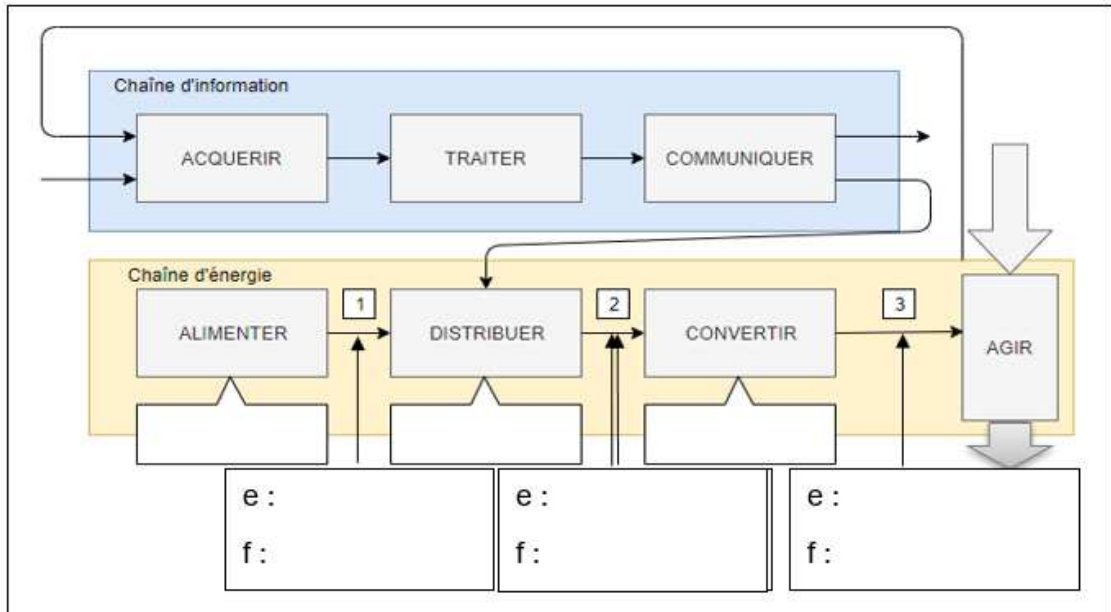 Chaîne d'information
ACQUERIR
TRAITER
COMMUNIQUER
Chaîne d'énergie
1
2
3
ALIMENTER
DISTRIBUER
CONVERTIR
AGIR
e :
f :
e :
f :
e :
f :